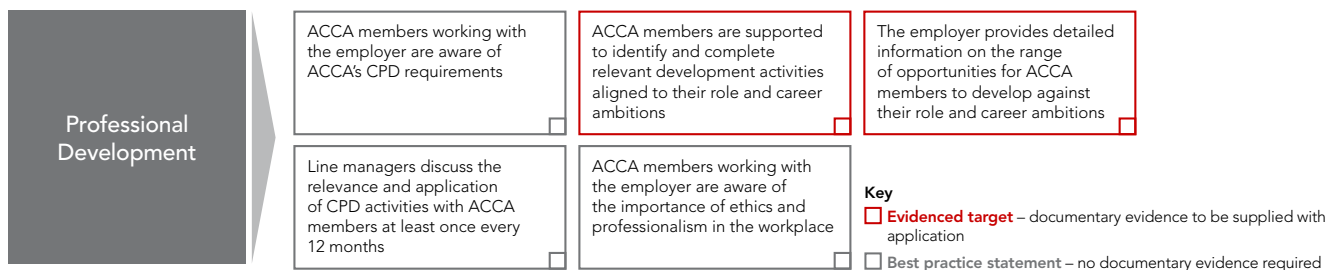 Professional
Development
ACCA members working with
the employer are aware of
ACCA's CPD requirements
ACCA members are supported
to identify and complete
relevant development activities
aligned to their role and career
ambitions
The employer provides detailed
information on the range
of opportunities for ACCA
members to develop against
their role and career ambitions
Line managers discuss the
relevance and application
of CPD activities with ACCA
members at least once every
12 months
ACCA members working with
the employer are aware of
the importance of ethics and
professionalism in the workplace
Key
Evidenced target – documentary evidence to be supplied with
application
Best practice statement – no documentary evidence required